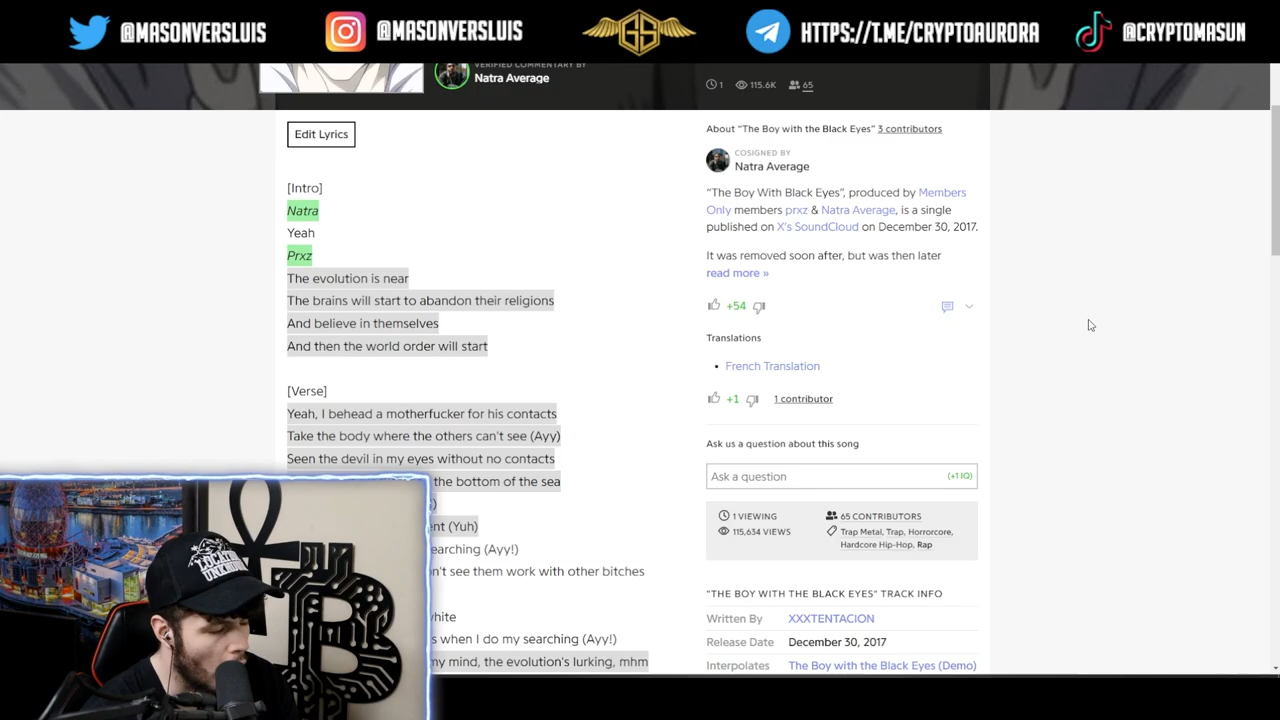 @MASONVERSLUIS
@MASONVERSLUIS
GS
HTTPS://T.ME/CRYPTOAURORA
@CRYPTOMASUN
VERIFIED COMMENTARY BY
Natra Average
1
115.6K
65
Edit Lyrics
[Intro]
Natra
Yeah
Prxz
The evolution is near
The brains will start to abandon their religions
And believe in themselves
And then the world order will start
[Verse]
Yeah, I behead a motherfucker for his contacts
Take the body where the others can't see (Ayy)
Seen the devil in my eyes without no contacts
the bottom of the sea
)
ent (Yuh)
earching (Ayy!)
n't see them work with other bitches
white
s when I do my searching (Ayy!)
my mind, the evolution's lurking, mhm
About "The Boy with the Black Eyes" 3 contributors
COSIGNED BY
Natra Average
“The Boy With Black Eyes”, produced by Members
Only members prxz & Natra Average, is a single
published on X's SoundCloud on December 30, 2017.
It was removed soon after, but was then later
read more »
+54
Translations
• French Translation
+1
1 contributor
Ask us a question about this song
Ask a question
(+1 IQ)
1 VIEWING
65 CONTRIBUTORS
115,634 VIEWS
Trap Metal, Trap, Horrorcore,
Hardcore Hip-Hop, Rap
"THE BOY WITH THE BLACK EYES" TRACK INFO
Written By XXXTENTACION
Release Date December 30, 2017
Interpolates The Boy with the Black Eyes (Demo)